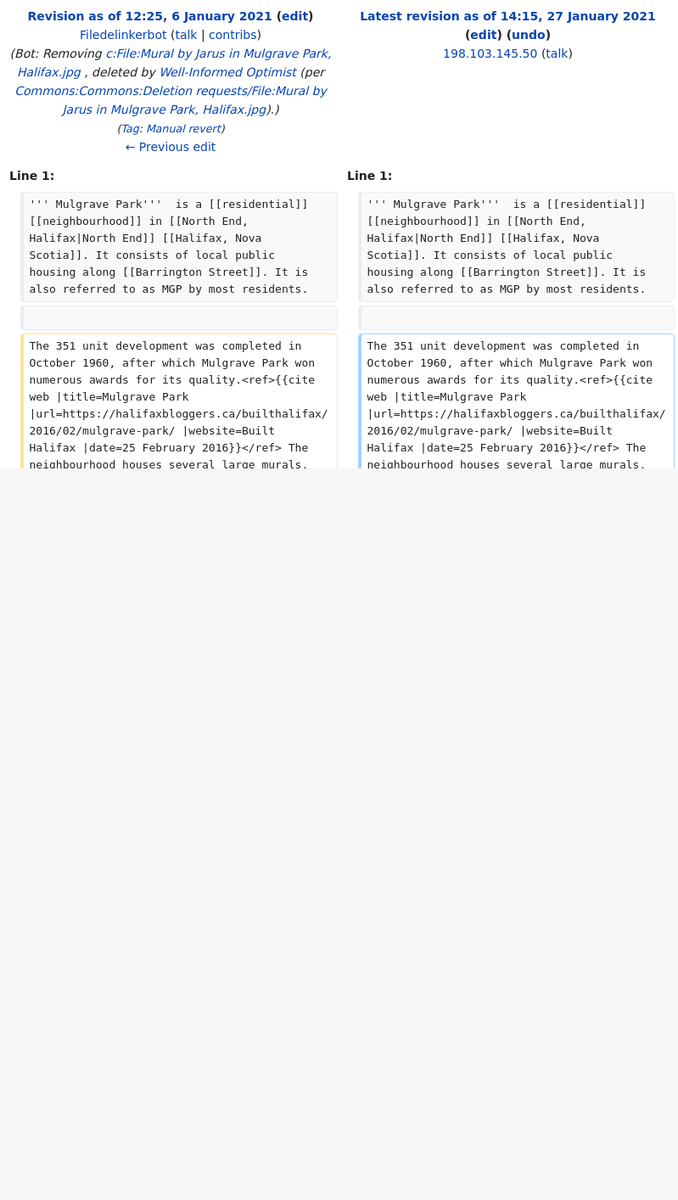 Revision as of 12:25, 6 January 2021 (edit)
Filedelinkerbot (talk | contribs)
(Bot: Removing c:File:Mural by Jarus in Mulgrave Park,
Halifax.jpg , deleted by Well-Informed Optimist (per
Commons:Commons:Deletion requests/File:Mural by
Jarus in Mulgrave Park, Halifax.jpg).)
(Tag: Manual revert)
← Previous edit
Latest revision as of 14:15, 27 January 2021
(edit) (undo)
198.103.145.50 (talk)
Line 1:
Line 1:
''' Mulgrave Park'''  is a [[residential]]
[[neighbourhood]] in [[North End,
Halifax|North End]] [[Halifax, Nova
Scotia]]. It consists of local public
housing along [[Barrington Street]]. It is
also referred to as MGP by most residents.
''' Mulgrave Park'''  is a [[residential]]
[[neighbourhood]] in [[North End,
Halifax|North End]] [[Halifax, Nova
Scotia]]. It consists of local public
housing along [[Barrington Street]]. It is
also referred to as MGP by most residents.
The 351 unit development was completed in
October 1960, after which Mulgrave Park won
numerous awards for its quality.<ref>{{cite
web |title=Mulgrave Park
|url=https://halifaxbloggers.ca/builthalifax/
2016/02/mulgrave-park/ |website=Built
Halifax |date=25 February 2016}}</ref> The
neighbourhood houses several large murals.
The 351 unit development was completed in
October 1960, after which Mulgrave Park won
numerous awards for its quality.<ref>{{cite
web |title=Mulgrave Park
|url=https://halifaxbloggers.ca/builthalifax/
2016/02/mulgrave-park/ |website=Built
Halifax |date=25 February 2016}}</ref> The
neighbourhood houses several large murals.